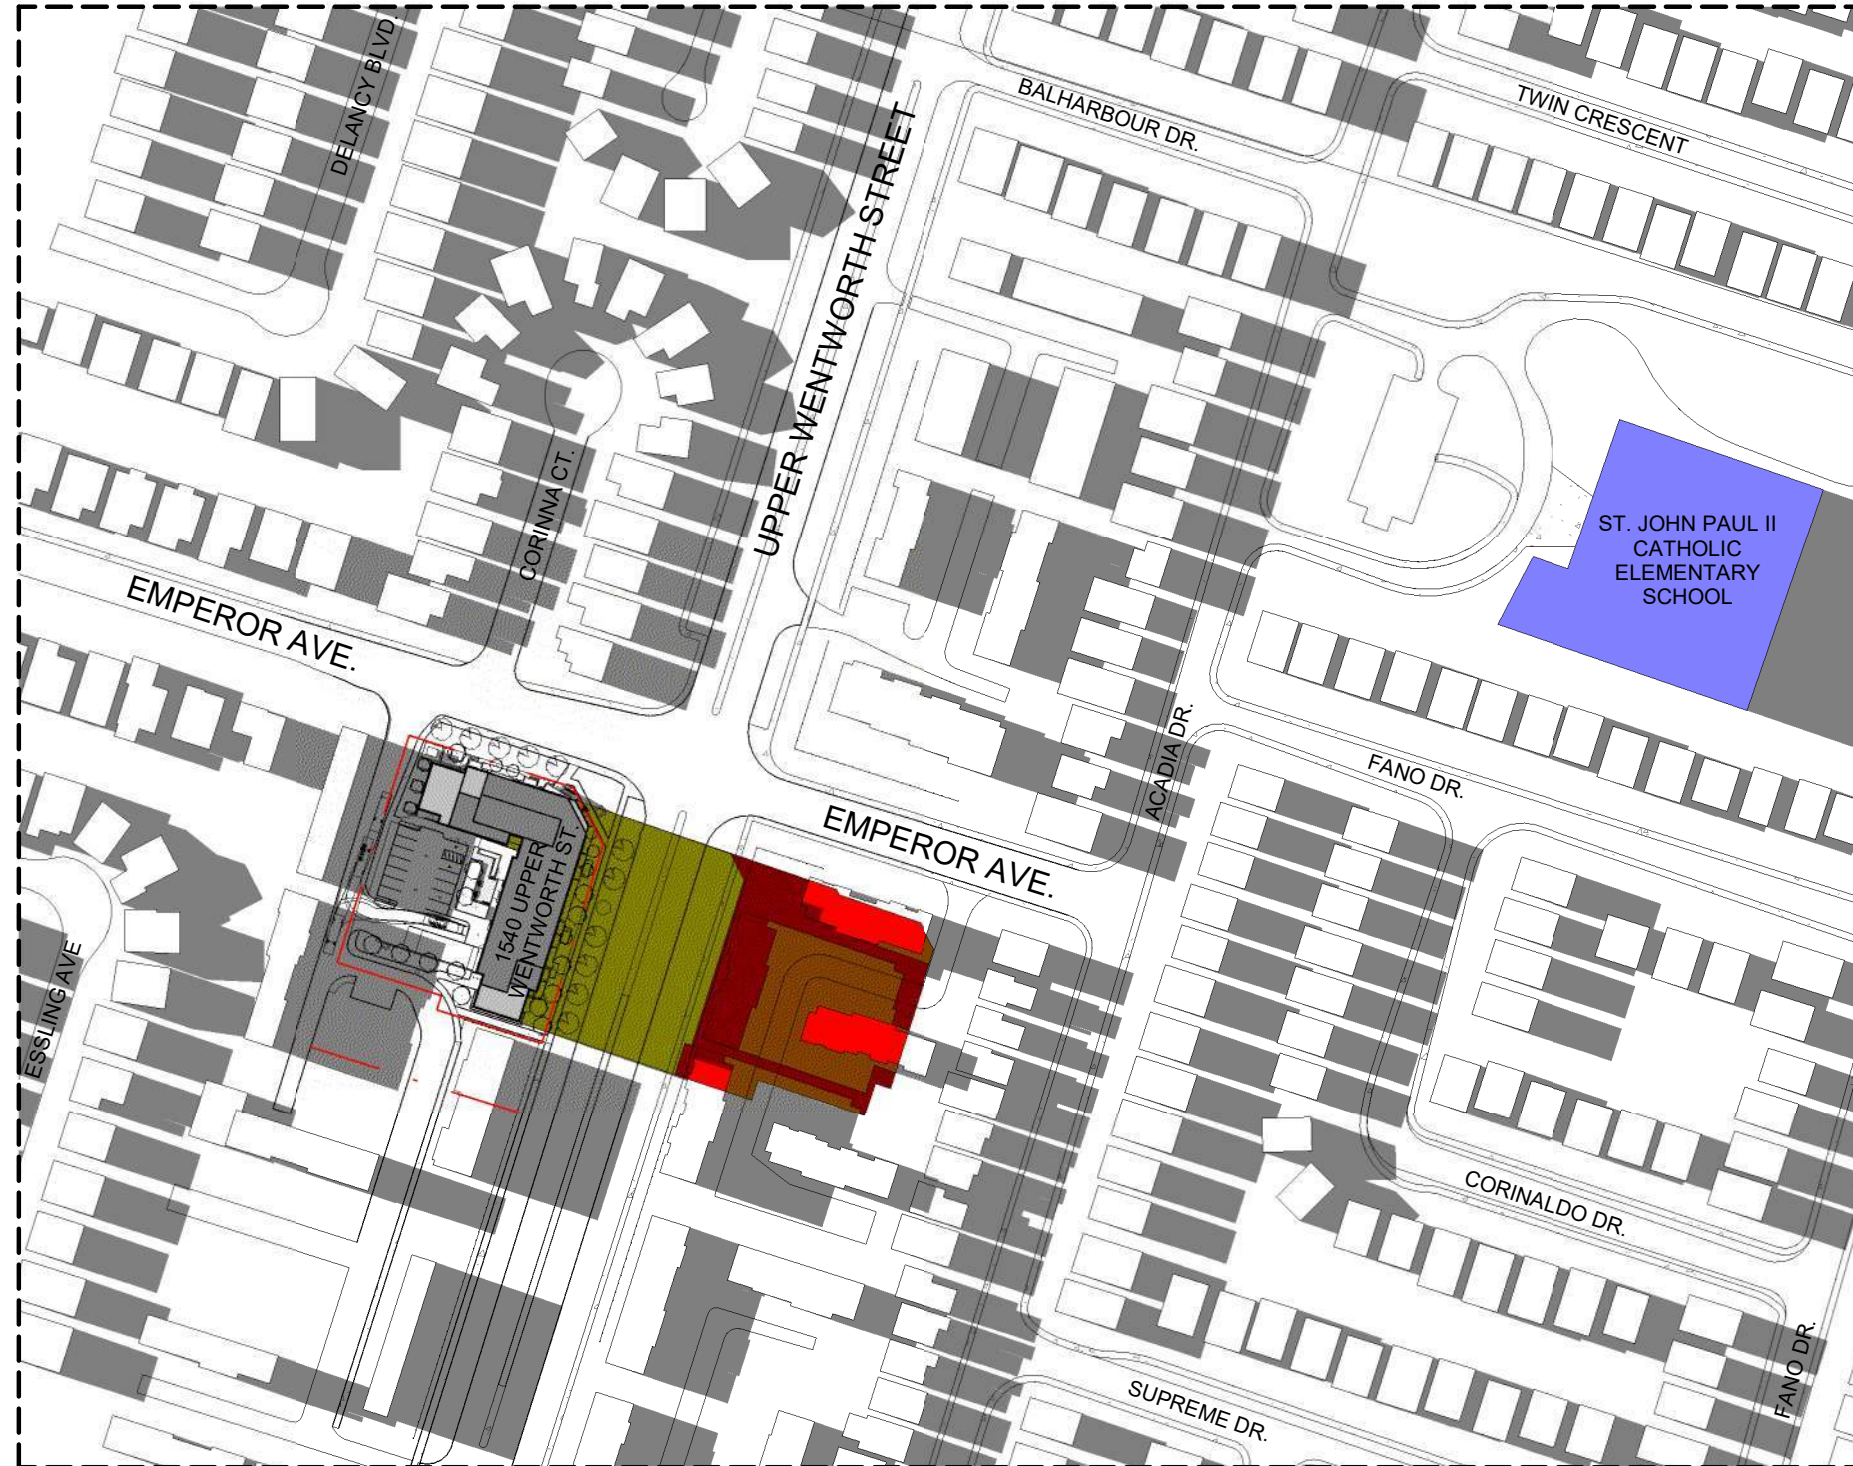 DELANCY BLVD.
BALHARBOUR DR.
TWIN CRESCENT
UPPER WENTWORTH STREET
CORINNA CT.
ST. JOHN PAUL II
CATHOLIC
ELEMENTARY
SCHOOL
EMPEROR AVE.
ACADIA DR.
FANO DR.
EMPEROR AVE.
1540 UPPER
WENTWORTH ST.
ESSLING AVE
CORINALDO DR.
FANO DR.
SUPREME DR.